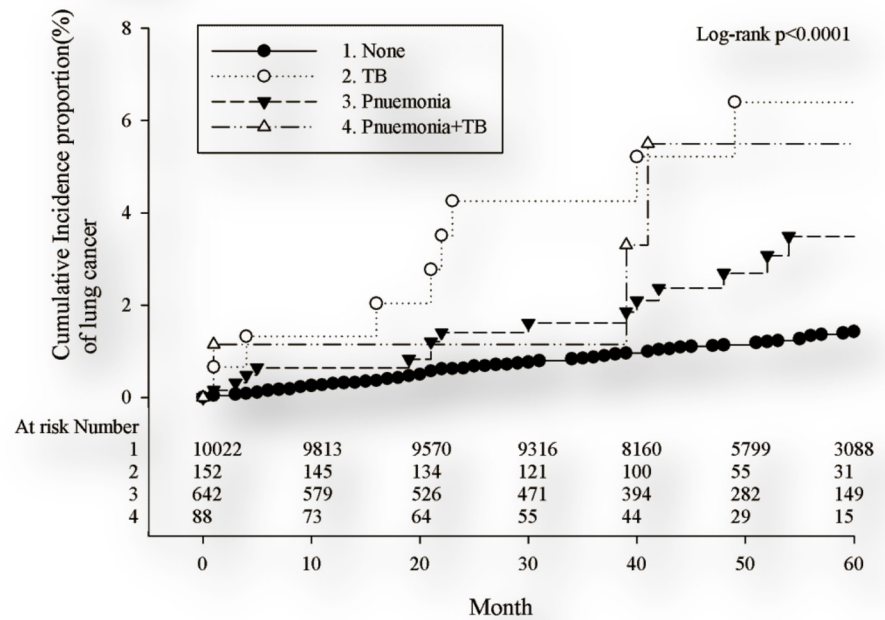 Cumulative Incidence proportion(%)
of lung cancer
8
6
4
2
0
1. None
2. TB
3. Pnuemonia
4. Pnuemonia+TB
Log-rank p<0.0001
At risk Number
1 10022 9813 9570 9316 8160 5799 3088
2 152 145 134 121 100 55 31
3 642 579 526 471 394 282 149
4 88 73 64 55 44 29 15
0 10 20 30 40 50 60
Month